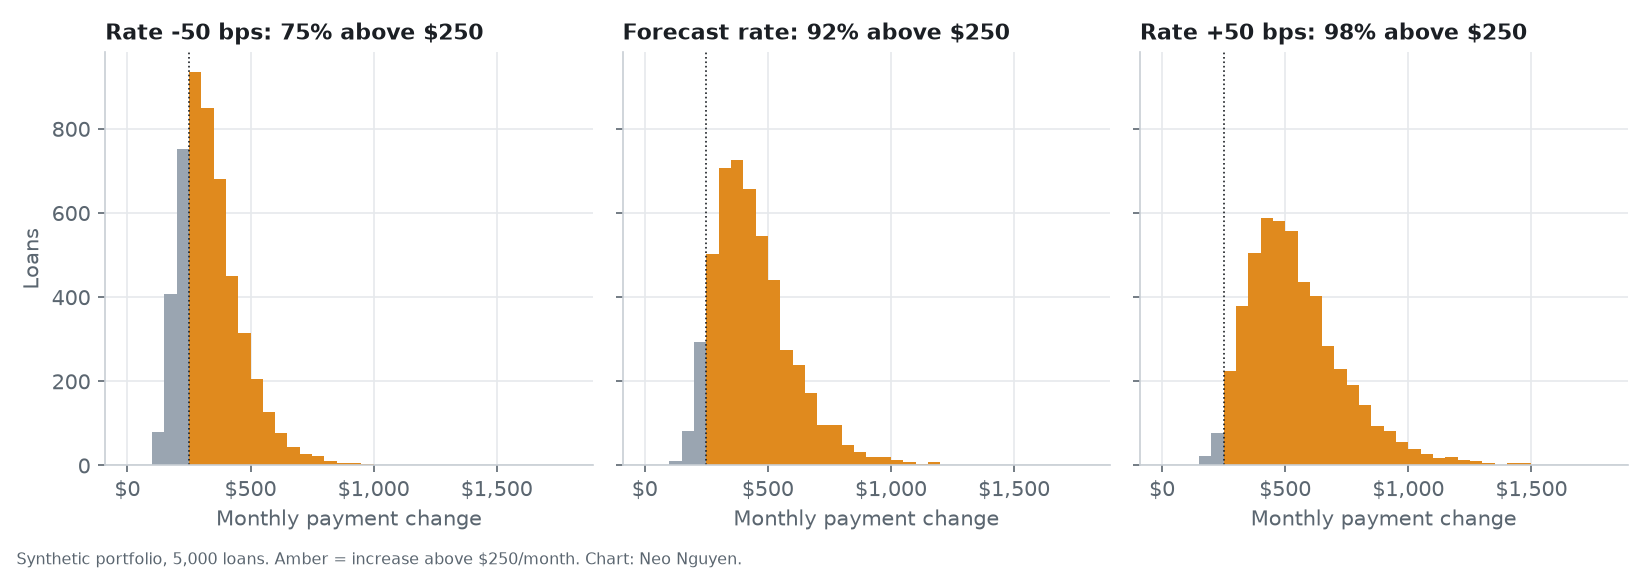 Rate -50 bps: 75% above $250
Forecast rate: 92% above $250
Rate +50 bps: 98% above $250
Loans
800
600
400
200
0
$0 $500 $1,000 $1,500
$0 $500 $1,000 $1,500
$0 $500 $1,000 $1,500
Monthly payment change
Monthly payment change
Monthly payment change
Synthetic portfolio, 5,000 loans. Amber = increase above $250/month. Chart: Neo Nguyen.